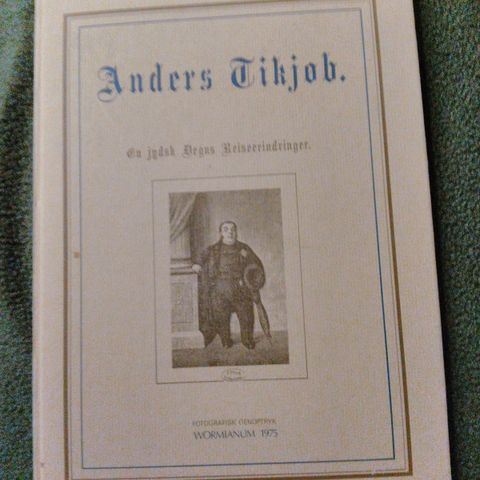 Anders Tikjøb.
En jydsk Degns Reiseerindringer.
FOTOGRAFISK GENOPTRYK
WORMIANUM 1975